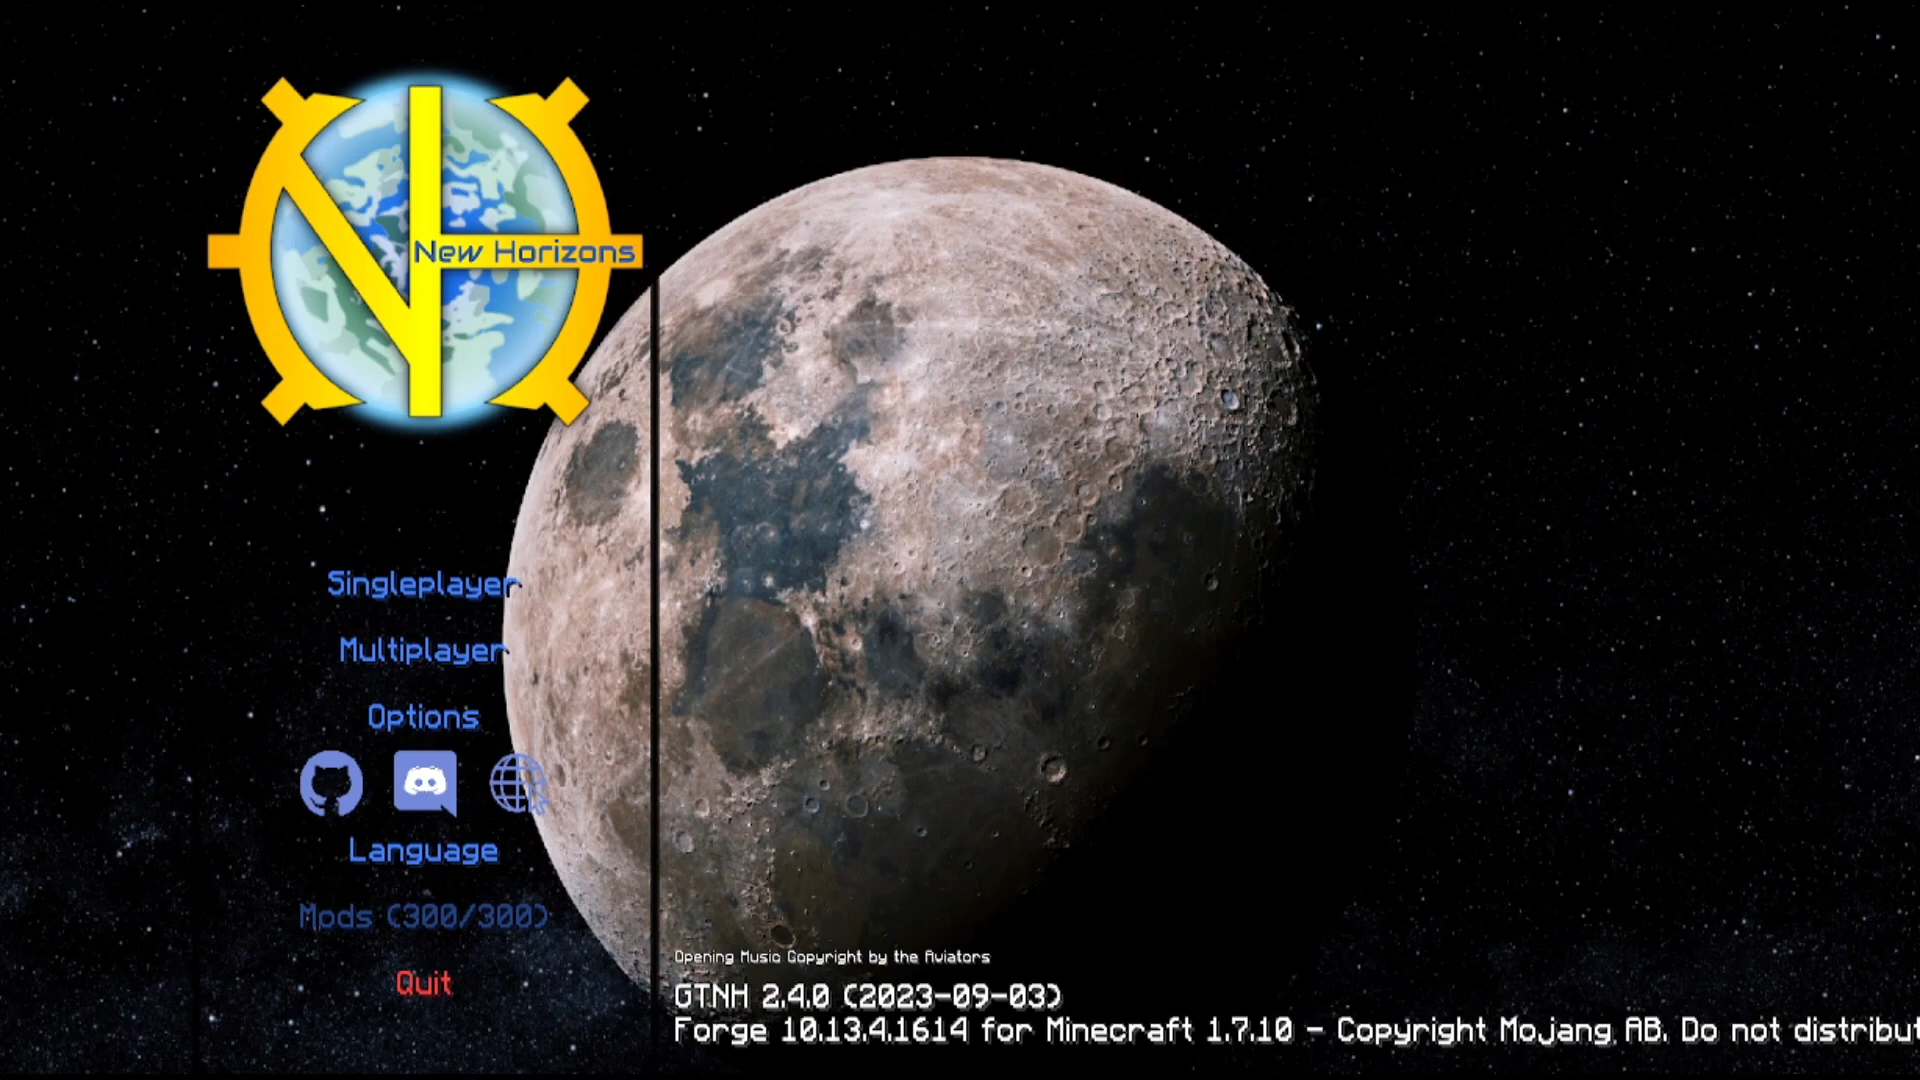 New Horizons
Singleplayer
Multiplayer
Options
Language
Mods (300/300)
Quit
Opening Music Copyright by the Aviators
GTNH 2.4.0 (2023-09-03)
Forge 10.13.4.1614 for Minecraft 1.7.10 - Copyright Mojang AB. Do not distribut